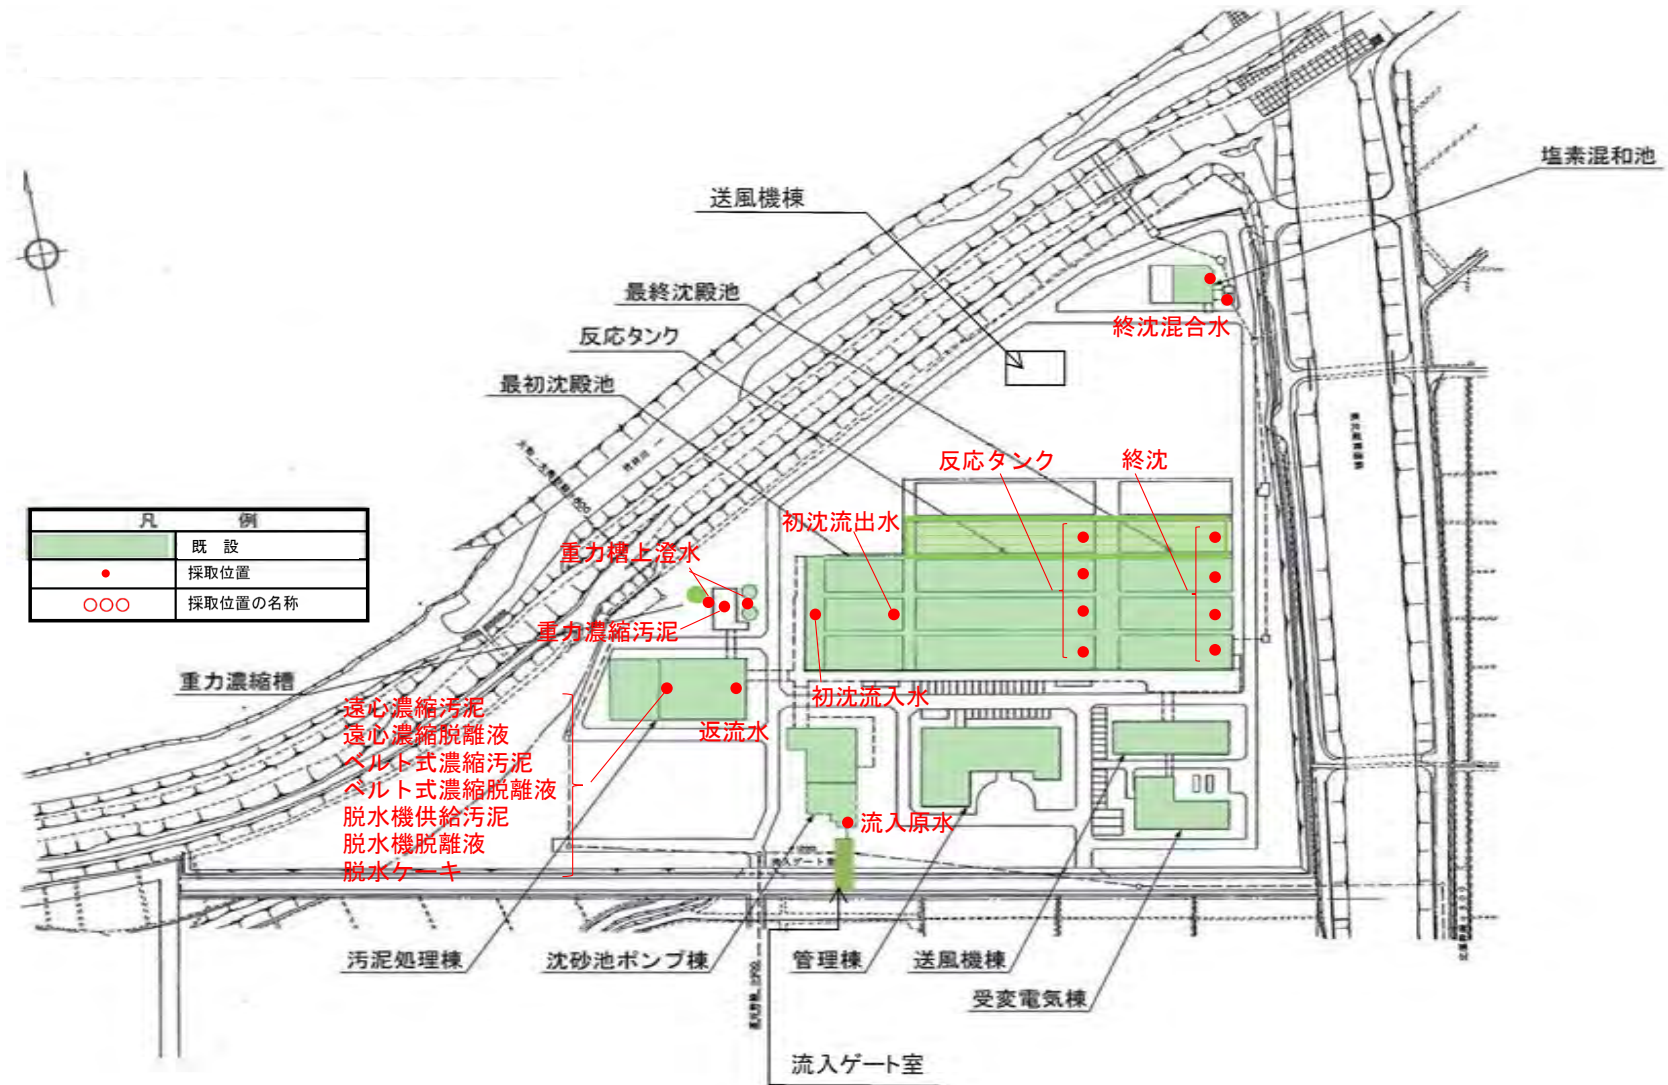 塩素混和池
送風機棟
最終沈殿池
反応タンク
最初沈殿池
終沈混合水
反応タンク
終沈
初沈流出水
凡 例
既 設
採取位置
○○○
採取位置の名称
重力槽上澄水
重力濃縮汚泥
重力濃縮槽
初沈流入水
返流水
遠心濃縮汚泥
遠心濃縮脱離液
ベルト式濃縮汚泥
ベルト式濃縮脱離液
脱水機供給汚泥
脱水機脱離液
脱水ケーキ
流入原水
汚泥処理棟
沈砂池ポンプ棟
管理棟
送風機棟
受変電気棟
流入ゲート室